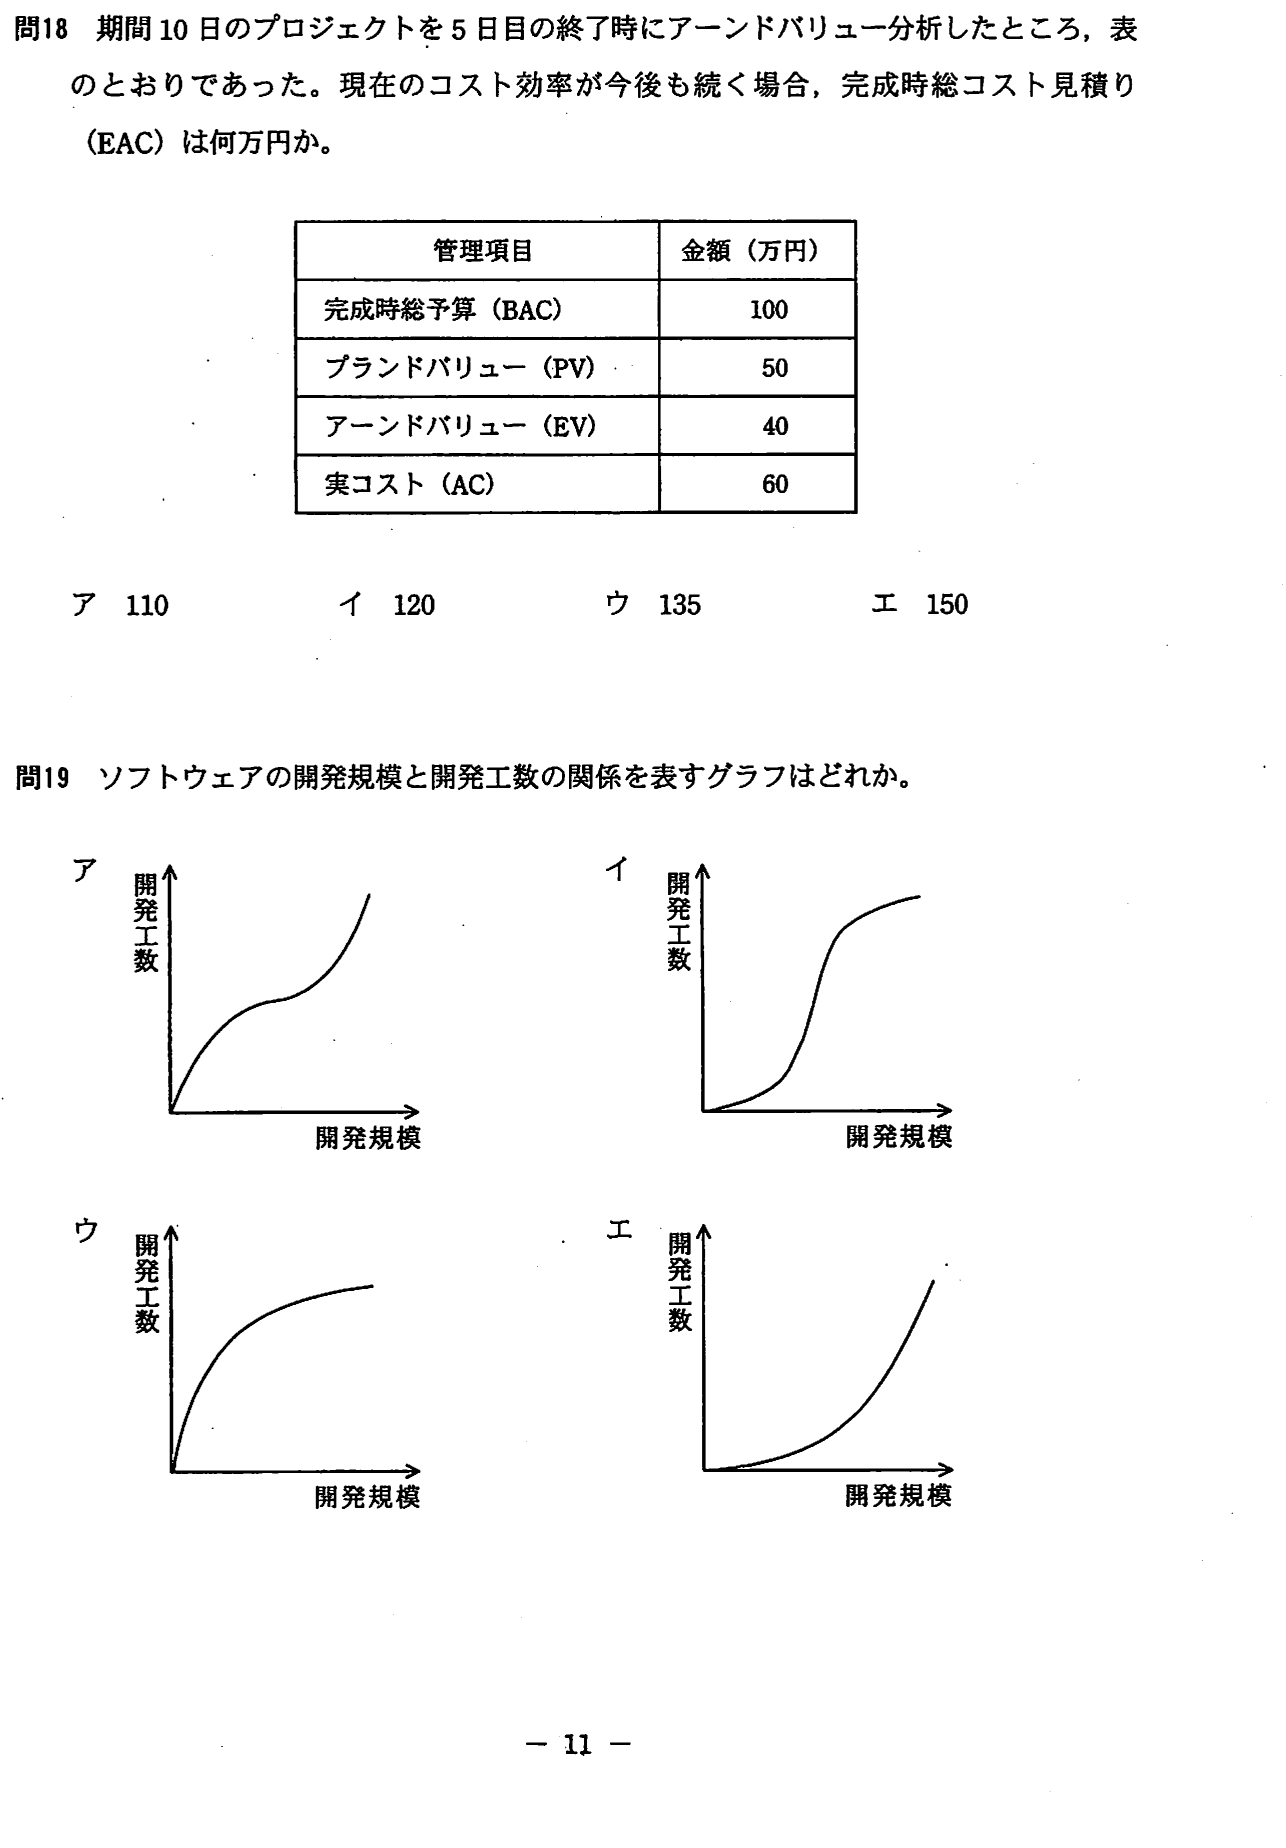 問18 期間10日のプロジェクトを5日目の終了時にアーンドバリュー分析したところ，表
のとおりであった。現在のコスト効率が今後も続く場合，完成時総コスト見積り
（EAC）は何万円か。
管理項目 金額（万円）
完成時総予算（BAC） 100
プランドバリュー（PV） 50
アーンドバリュー（EV） 40
実コスト（AC） 60
ア 110 イ 120 ウ 135 エ 150
問19 ソフトウェアの開発規模と開発工数の関係を表すグラフはどれか。
ア
開発工数
開発規模
イ
開発工数
開発規模
ウ
開発工数
開発規模
エ
開発工数
開発規模
－ 11 －